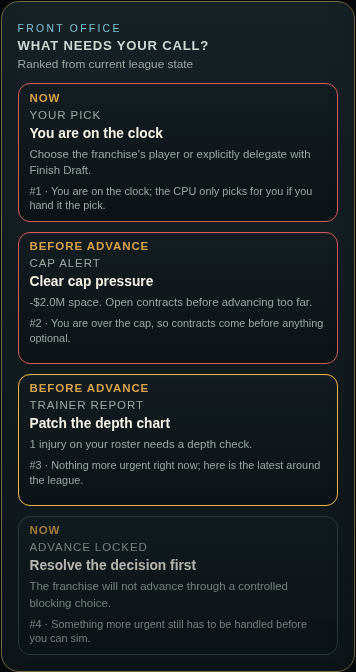 FRONT OFFICE
WHAT NEEDS YOUR CALL?
Ranked from current league state
NOW
YOUR PICK
You are on the clock
Choose the franchise's player or explicitly delegate with
Finish Draft.
#1 · You are on the clock; the CPU only picks for you if you
hand it the pick.
BEFORE ADVANCE
CAP ALERT
Clear cap pressure
-$2.0M space. Open contracts before advancing too far.
#2 · You are over the cap, so contracts come before anything
optional.
BEFORE ADVANCE
TRAINER REPORT
Patch the depth chart
1 injury on your roster needs a depth check.
#3 · Nothing more urgent right now; here is the latest around
the league.
NOW
ADVANCE LOCKED
Resolve the decision first
The franchise will not advance through a controlled
blocking choice.
#4 · Something more urgent still has to be handled before
you can sim.